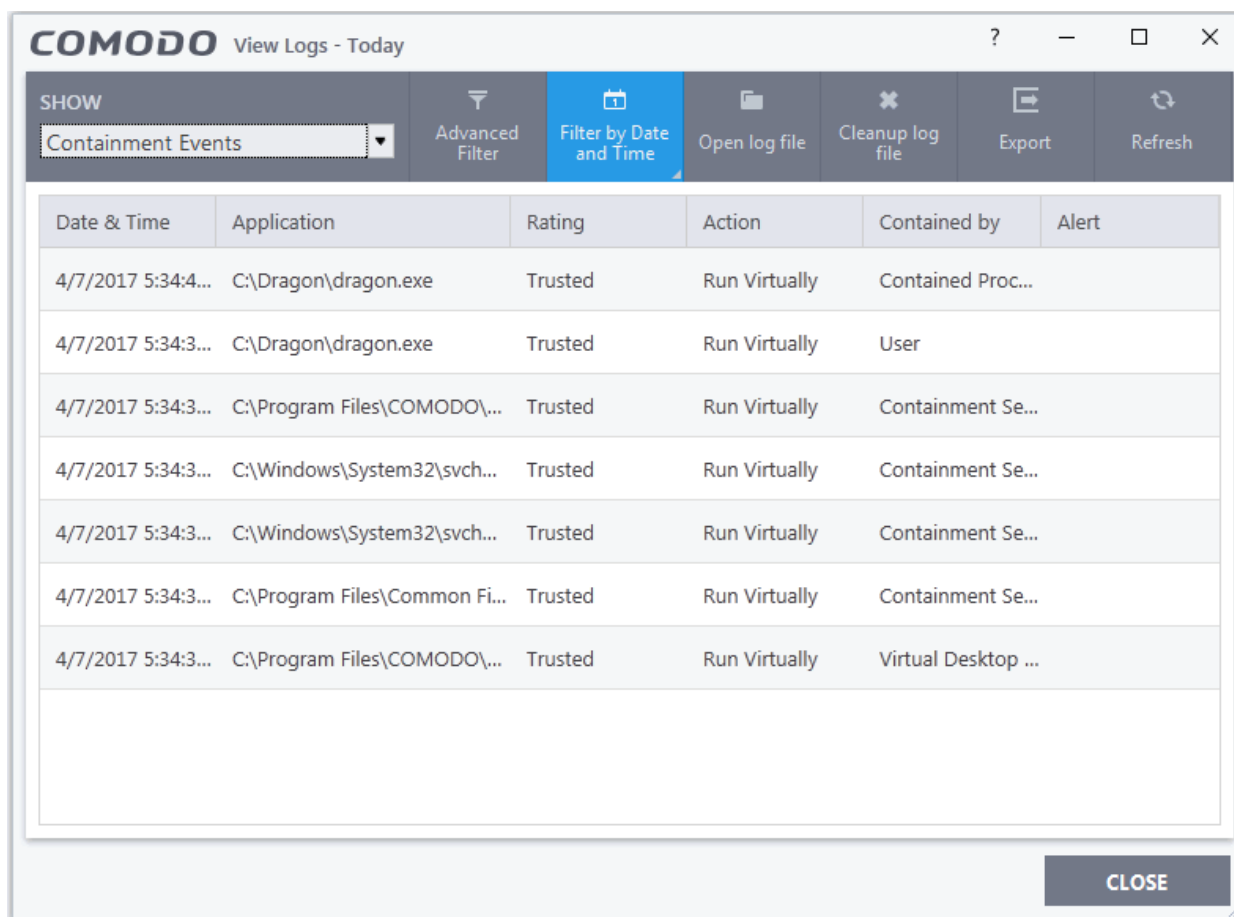 COMODO View Logs - Today ?
SHOW
Containment Events
Advanced
Filter
1
Filter by Date
and Time
Open log file
Cleanup log
file
Export
Refresh
Date & Time Application Rating Action Contained by Alert
4/7/2017 5:34:4... C:\Dragon\dragon.exe Trusted Run Virtually Contained Proc...
4/7/2017 5:34:3... C:\Dragon\dragon.exe Trusted Run Virtually User
4/7/2017 5:34:3... C:\Program Files\COMODO\... Trusted Run Virtually Containment Se...
4/7/2017 5:34:3... C:\Windows\System32\svch... Trusted Run Virtually Containment Se...
4/7/2017 5:34:3... C:\Windows\System32\svch... Trusted Run Virtually Containment Se...
4/7/2017 5:34:3... C:\Program Files\Common Fi... Trusted Run Virtually Containment Se...
4/7/2017 5:34:3... C:\Program Files\COMODO\... Trusted Run Virtually Virtual Desktop ...
CLOSE